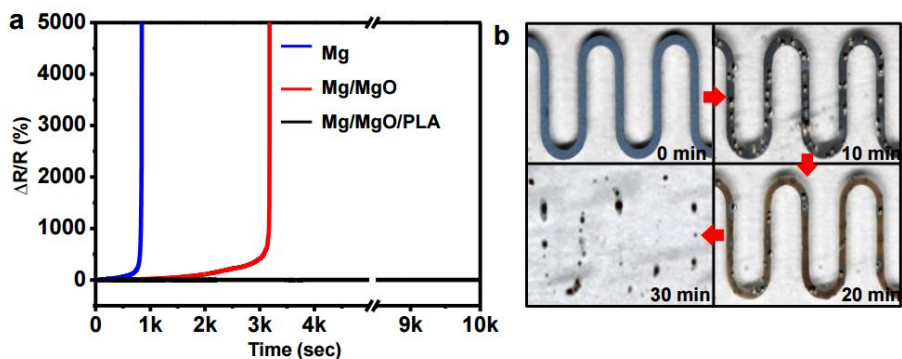 a
5000
4000
3000
2000
1000
0
ΔR/R (%)
Mg
Mg/MgO
Mg/MgO/PLA
0 1k 2k 3k 4k 9k 10k
Time (sec)
b
0 min
10 min
30 min
20 min